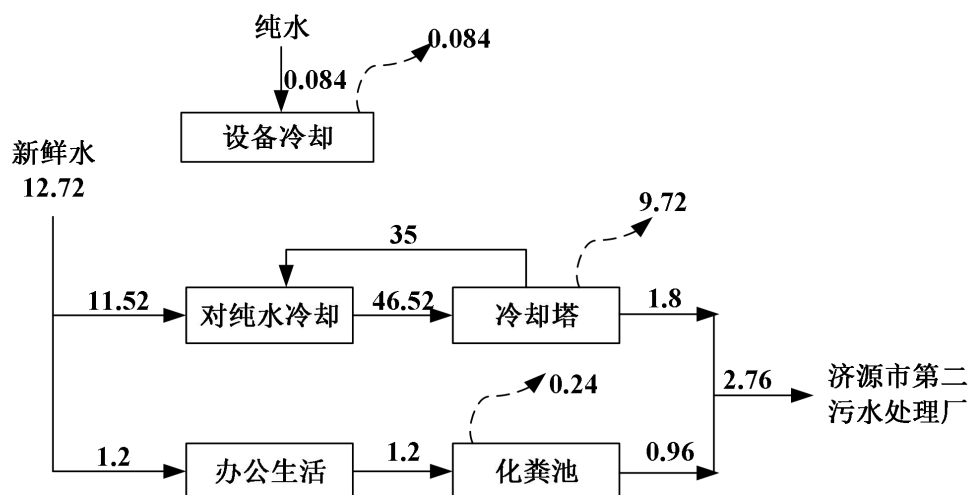 纯水
0.084
0.084
设备冷却
新鲜水
12.72
9.72
35
11.52
对纯水冷却
46.52
冷却塔
1.8
0.24
2.76
济源市第二
污水处理厂
1.2
办公生活
1.2
化粪池
0.96